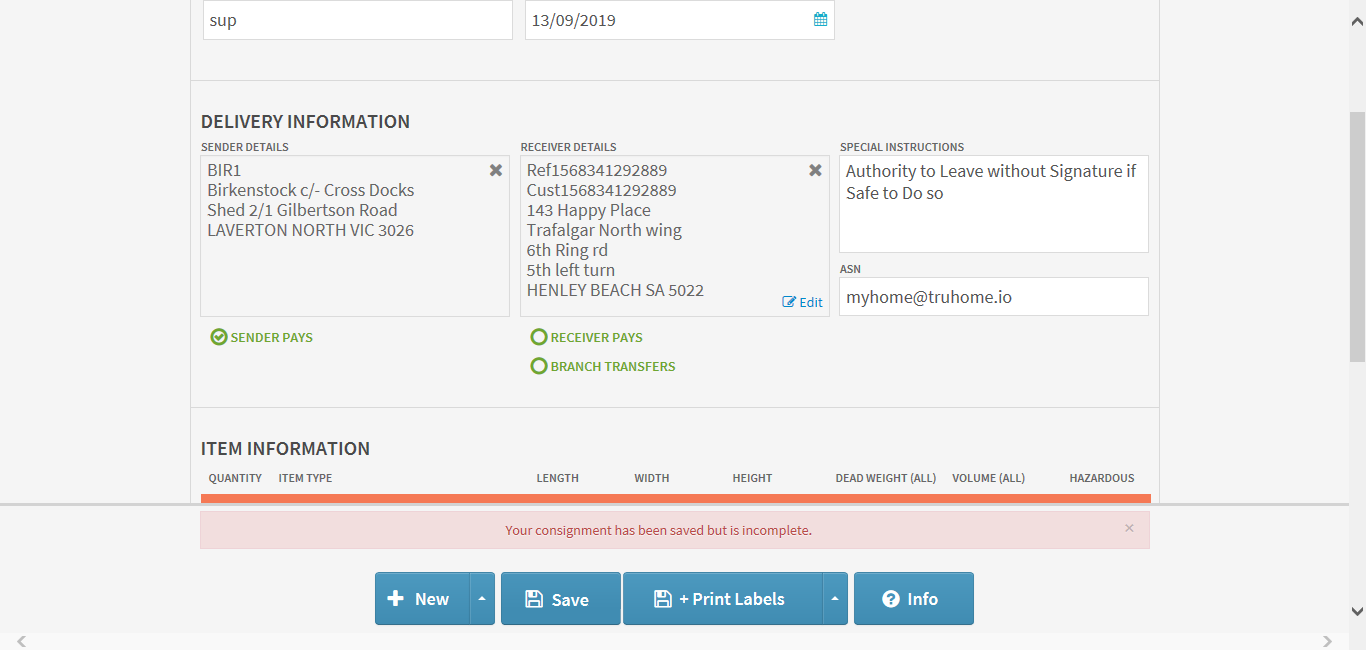 sup
13/09/2019
DELIVERY INFORMATION
SENDER DETAILS
BIR1
Birkenstock c/- Cross Docks
Shed 2/1 Gilbertson Road
LAVERTON NORTH VIC 3026
SENDER PAYS
RECEIVER DETAILS
Ref1568341292889
Cust1568341292889
143 Happy Place
Trafalgar North wing
6th Ring rd
5th left turn
HENLEY BEACH SA 5022
Edit
RECEIVER PAYS
BRANCH TRANSFERS
SPECIAL INSTRUCTIONS
Authority to Leave without Signature if
Safe to Do so
ASN
myhome@truhome.io
ITEM INFORMATION
QUANTITY ITEM TYPE LENGTH WIDTH HEIGHT DEAD WEIGHT (ALL) VOLUME (ALL) HAZARDOUS
Your consignment has been saved but is incomplete.
New
Save
+ Print Labels
Info